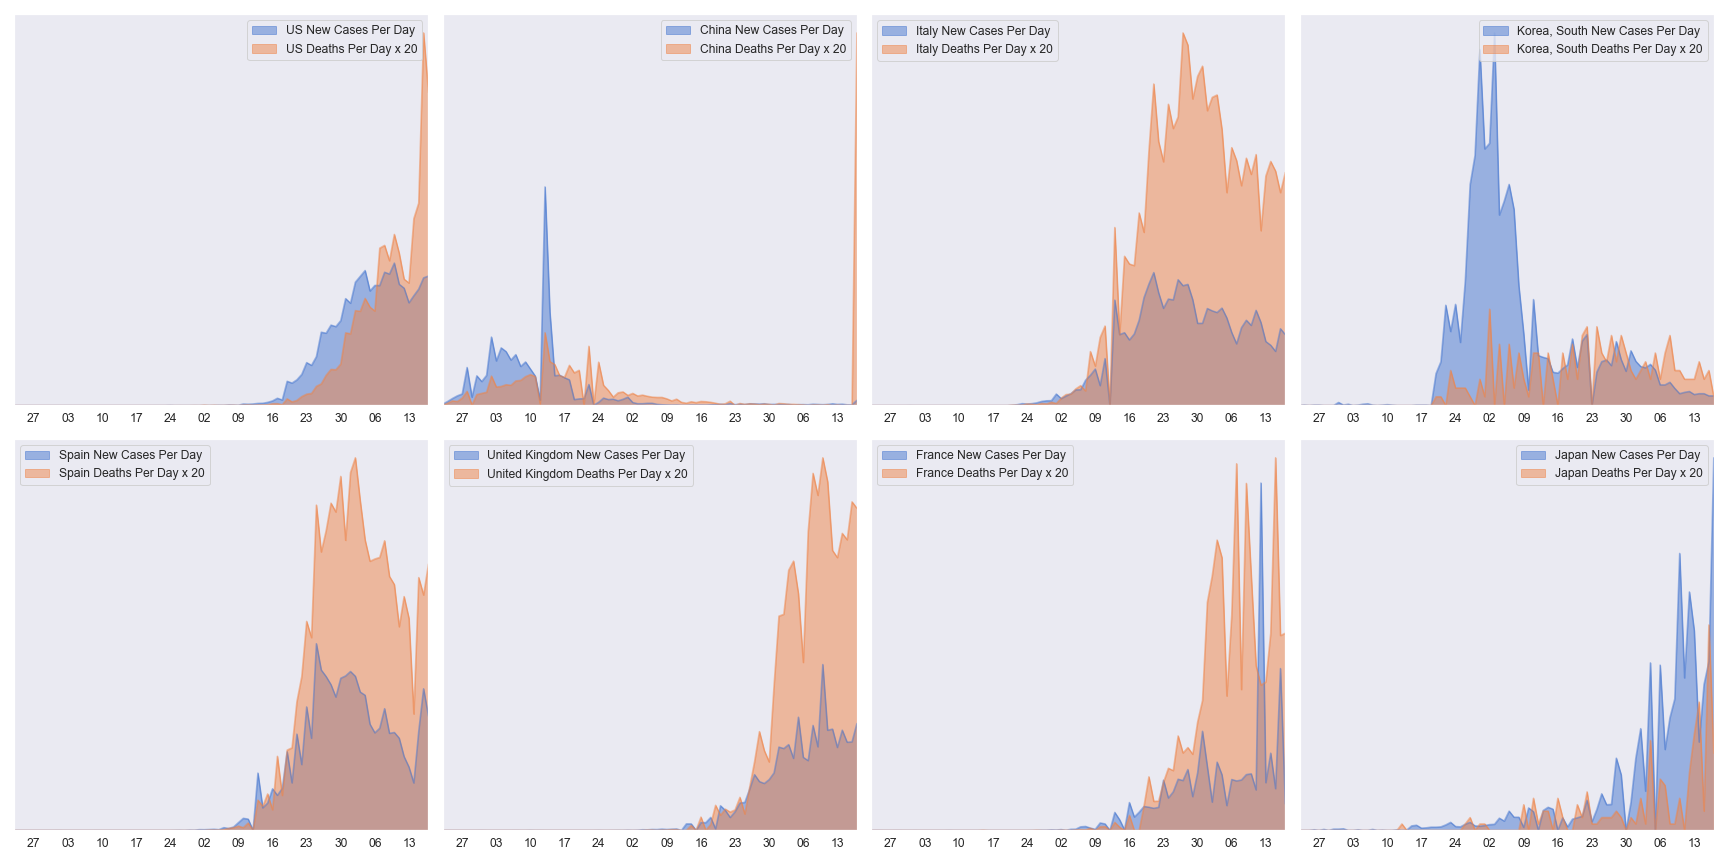 US New Cases Per Day
US Deaths Per Day x 20
27 03 10 17 24 02 09 16 23 30 06 13
China New Cases Per Day
China Deaths Per Day x 20
27 03 10 17 24 02 09 16 23 30 06 13
Italy New Cases Per Day
Italy Deaths Per Day x 20
27 03 10 17 24 02 09 16 23 30 06 13
Korea, South New Cases Per Day
Korea, South Deaths Per Day x 20
27 03 10 17 24 02 09 16 23 30 06 13
Spain New Cases Per Day
Spain Deaths Per Day x 20
27 03 10 17 24 02 09 16 23 30 06 13
United Kingdom New Cases Per Day
United Kingdom Deaths Per Day x 20
27 03 10 17 24 02 09 16 23 30 06 13
France New Cases Per Day
France Deaths Per Day x 20
27 03 10 17 24 02 09 16 23 30 06 13
Japan New Cases Per Day
Japan Deaths Per Day x 20
27 03 10 17 24 02 09 16 23 30 06 13